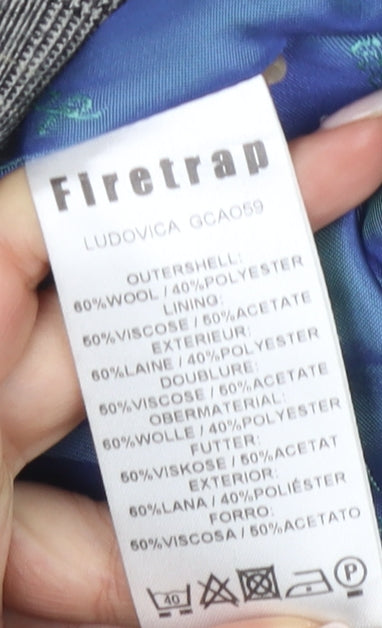 Firetrap
LUDOVICA GCAO59
OUTERSHELL:
60%WOOL / 40%POLYESTER
LINING:
50%VISCOSE / 50%ACETATE
EXTERIEUR:
60%LAINE / 40%POLYESTER
DOUBLURE:
50%VISCOSE / 50%ACETATE
OBERMATERIAL:
60%WOLLE / 40%POLYESTER
FUTTER:
50%VISKOSE / 50%ACETAT
EXTERIOR:
60%LANA / 40%POLIÉSTER
FORRO:
50%VISCOSA / 50%ACETATO
40 P